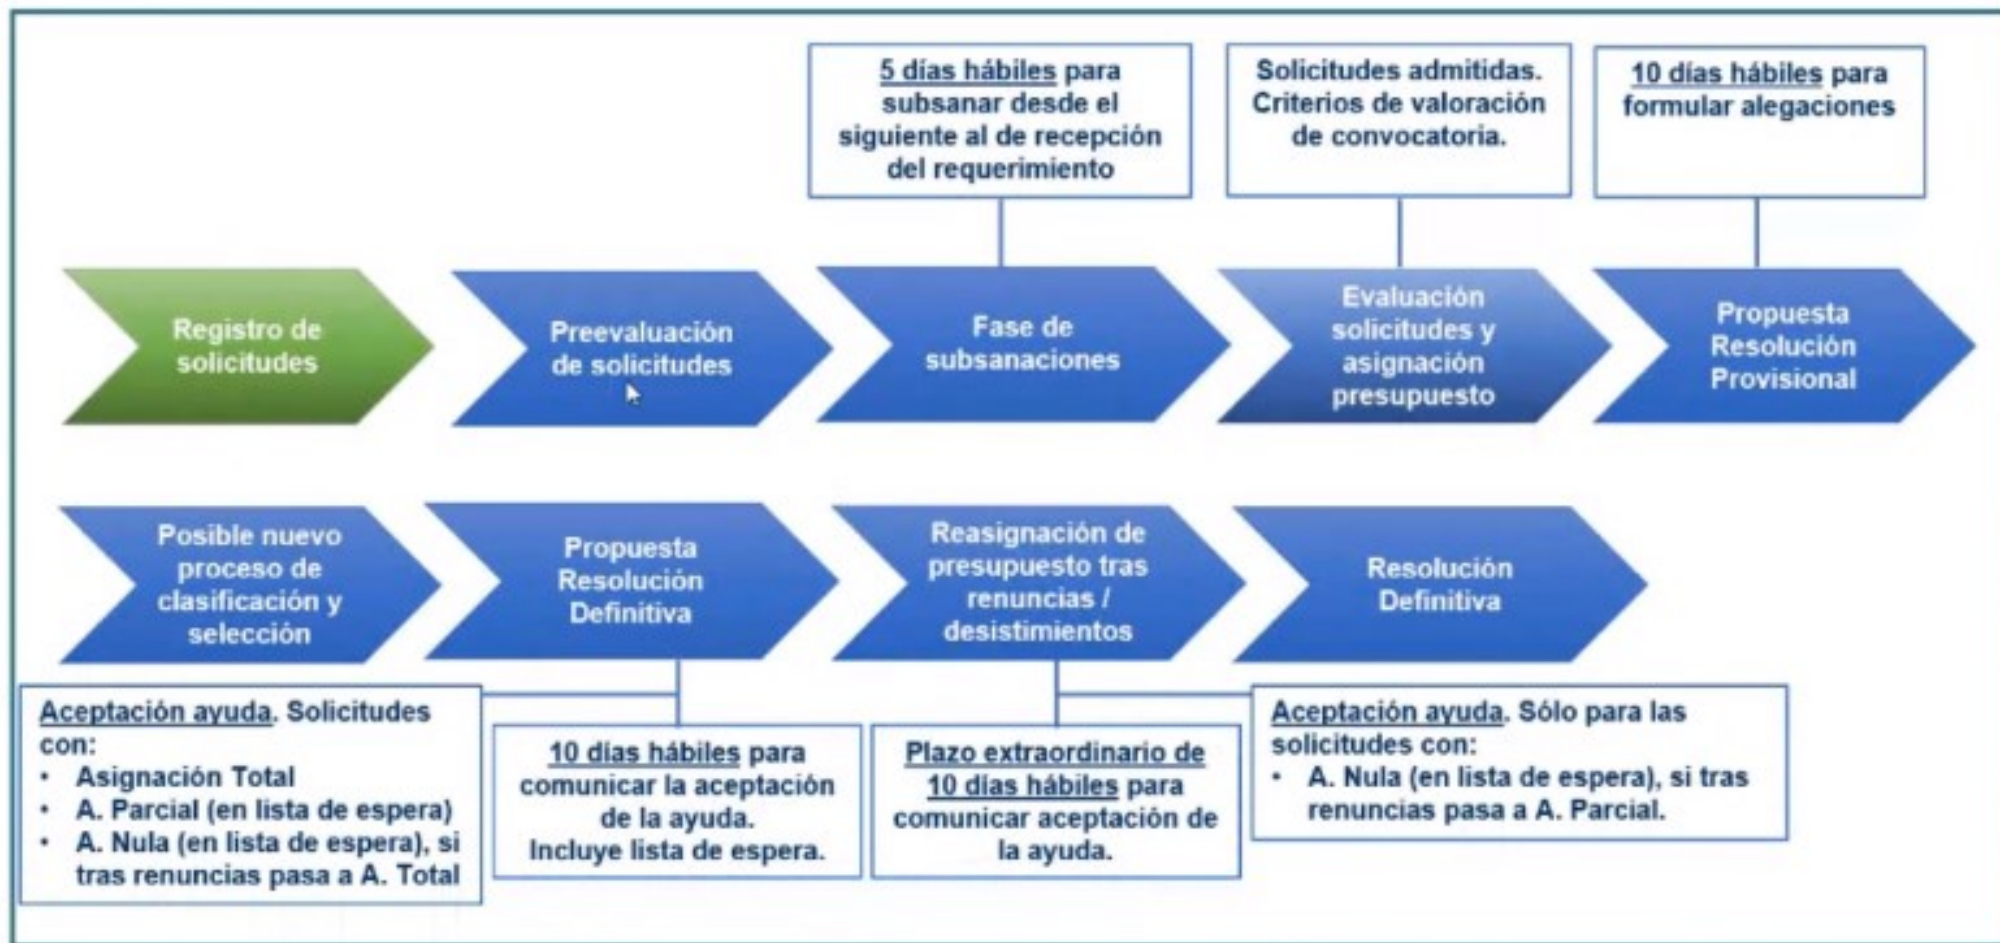 5 días hábiles para
subsanar desde el
siguiente al de recepción
del requerimiento
Solicitudes admitidas.
Criterios de valoración
de convocatoria.
10 días hábiles para
formular alegaciones
Registro de
solicitudes
Preevaluación
de solicitudes
Fase de
subsanaciones
Evaluación
solicitudes y
asignación
presupuesto
Propuesta
Resolución
Provisional
Posible nuevo
proceso de
clasificación y
selección
Propuesta
Resolución
Definitiva
Reasignación de
presupuesto tras
renuncias /
desistimientos
Resolución
Definitiva
Aceptación ayuda. Solicitudes
con:
• Asignación Total
• A. Parcial (en lista de espera)
• A. Nula (en lista de espera), si
tras renuncias pasa a A. Total
10 días hábiles para
comunicar la aceptación
de la ayuda.
Incluye lista de espera.
Plazo extraordinario de
10 días hábiles para
comunicar aceptación de
la ayuda.
Aceptación ayuda. Sólo para las
solicitudes con:
• A. Nula (en lista de espera), si tras
renuncias pasa a A. Parcial.